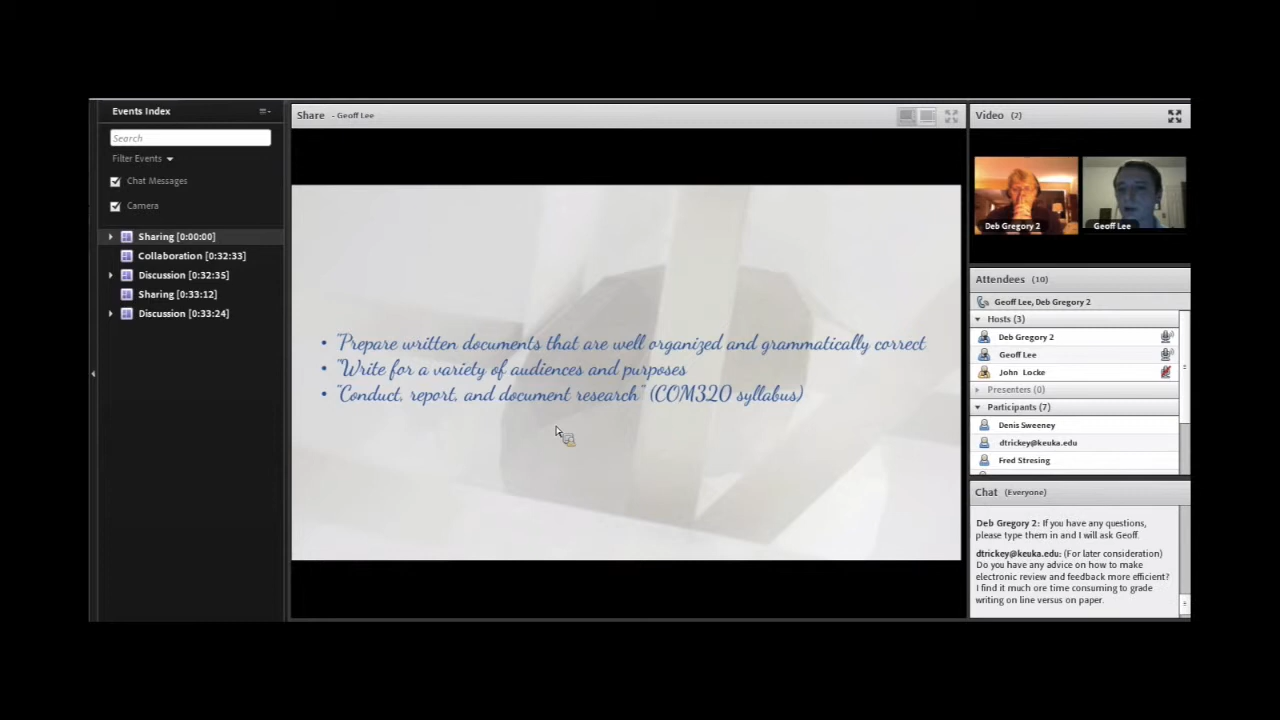 Events Index
Search
Filter Events
Chat Messages
Camera
Sharing [0:00:00]
Collaboration [0:32:33]
Discussion [0:32:35]
Sharing [0:33:12]
Discussion [0:33:24]
Share - Geoff Lee
• "Prepare written documents that are well organized and grammatically correct
• "Write for a variety of audiences and purposes
• "Conduct, report, and document research" (COM320 syllabus)
Video (2)
Deb Gregory 2
Geoff Lee
Attendees (10)
Geoff Lee, Deb Gregory 2
Hosts (3)
Deb Gregory 2
Geoff Lee
John Locke
Presenters (0)
Participants (7)
Denis Sweeney
dtrickey@keuka.edu
Fred Stresing
Chat (Everyone)
Deb Gregory 2: If you have any questions,
please type them in and I will ask Geoff.
dtrickey@keuka.edu: (For later consideration)
Do you have any advice on how to make
electronic review and feedback more efficient?
I find it much ore time consuming to grade
writing on line versus on paper.